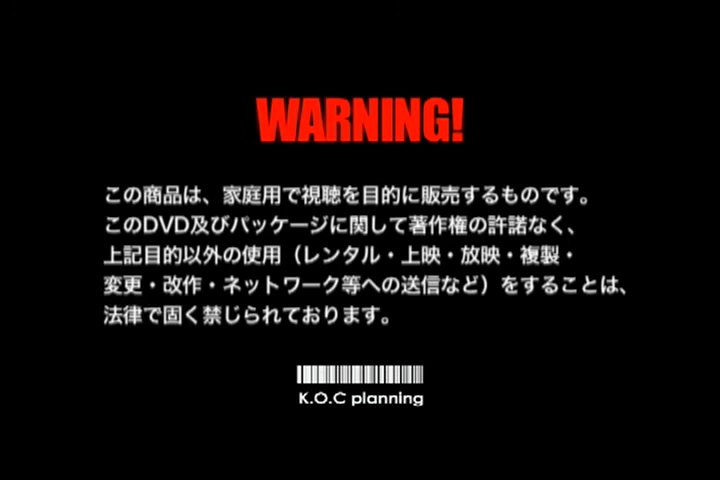 WARNING!
この商品は、家庭用で視聴を目的に販売するものです。
このDVD及びパッケージに関して著作権の許諾なく、
上記目的以外の使用（レンタル・上映・放映・複製・
変更・改作・ネットワーク等への送信など）をすることは、
法律で固く禁じられております。
K.O.C planning